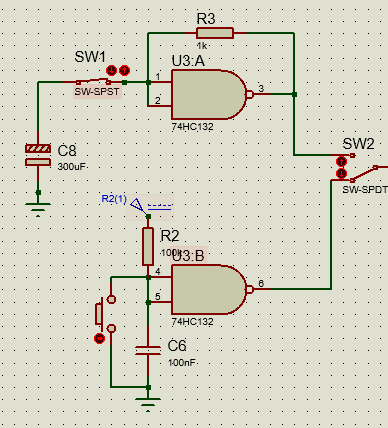 R3
1k
SW1
SW-SPST
U3:A
1
2
3
74HC132
C8
300uF
SW2
SW-SPDT
R2(1)
R2
100k
U3:B
4
5
6
74HC132
C6
100nF